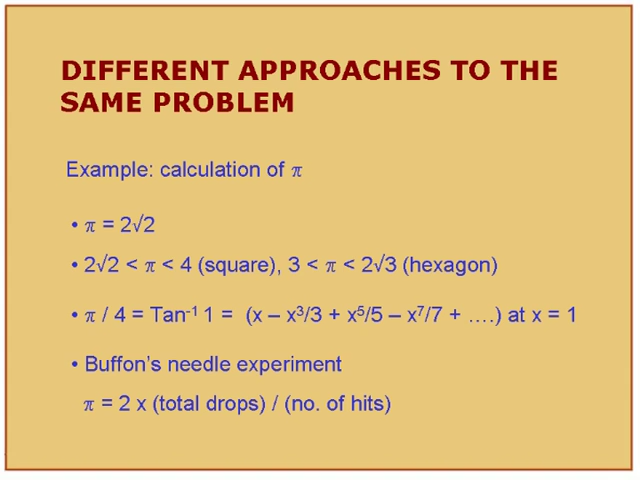 DIFFERENT APPROACHES TO THE
SAME PROBLEM
Example: calculation of π
• π = 2√2
• 2√2 < π < 4 (square), 3 < π < 2√3 (hexagon)
• π / 4 = Tan⁻¹ 1 = (x – x³/3 + x⁵/5 – x⁷/7 + ....) at x = 1
• Buffon's needle experiment
π = 2 x (total drops) / (no. of hits)